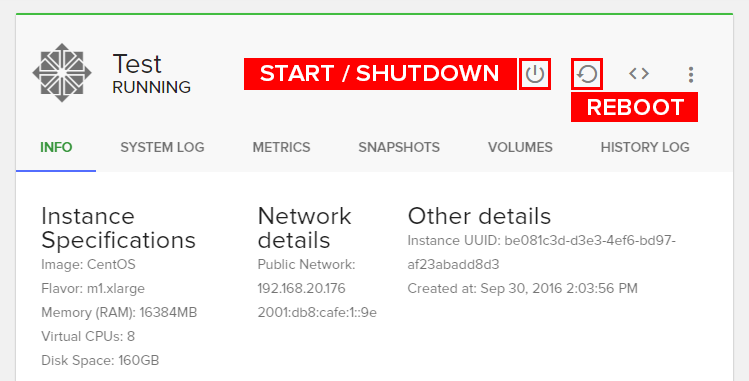 Test
RUNNING
START / SHUTDOWN
REBOOT
INFO SYSTEM LOG METRICS SNAPSHOTS VOLUMES HISTORY LOG
Instance
Specifications
Image: CentOS
Flavor: m1.xlarge
Memory (RAM): 16384MB
Virtual CPUs: 8
Disk Space: 160GB
Network
details
Public Network:
192.168.20.176
2001:db8:cafe:1::9e
Other details
Instance UUID: be081c3d-d3e3-4ef6-bd97-
af23abadd8d3
Created at: Sep 30, 2016 2:03:56 PM